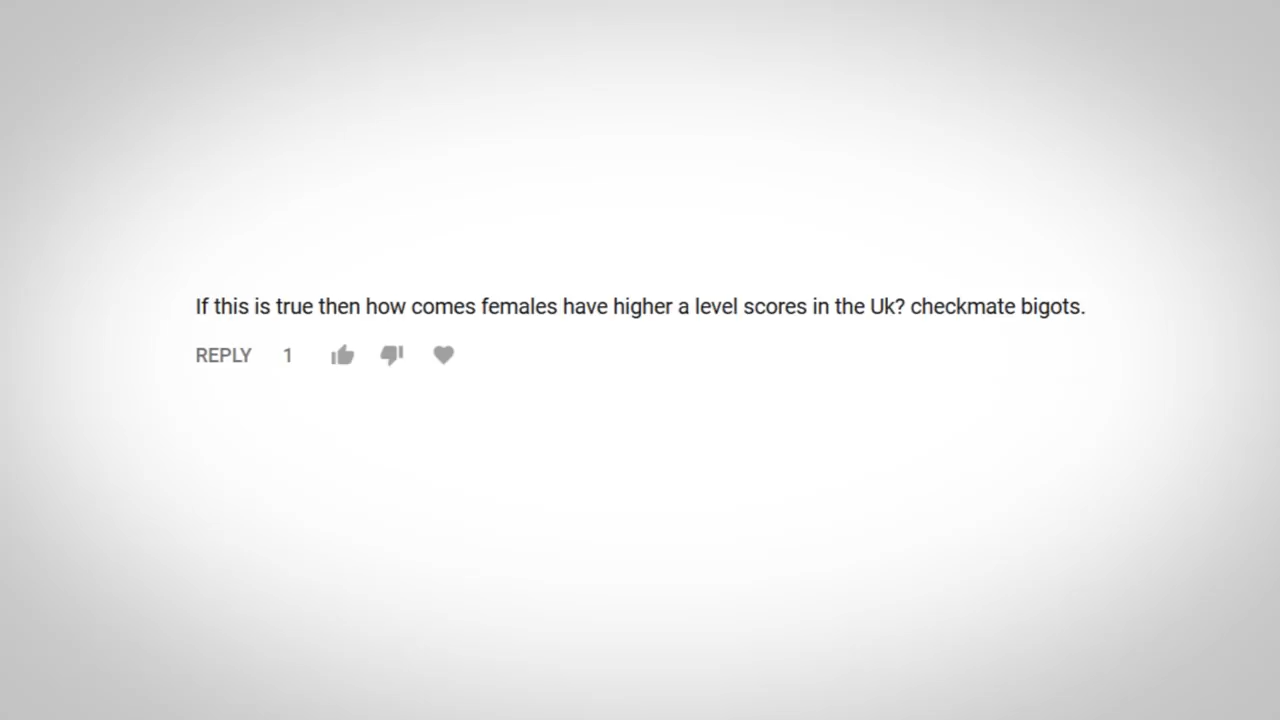 If this is true then how comes females have higher a level scores in the Uk? checkmate bigots.
REPLY 1